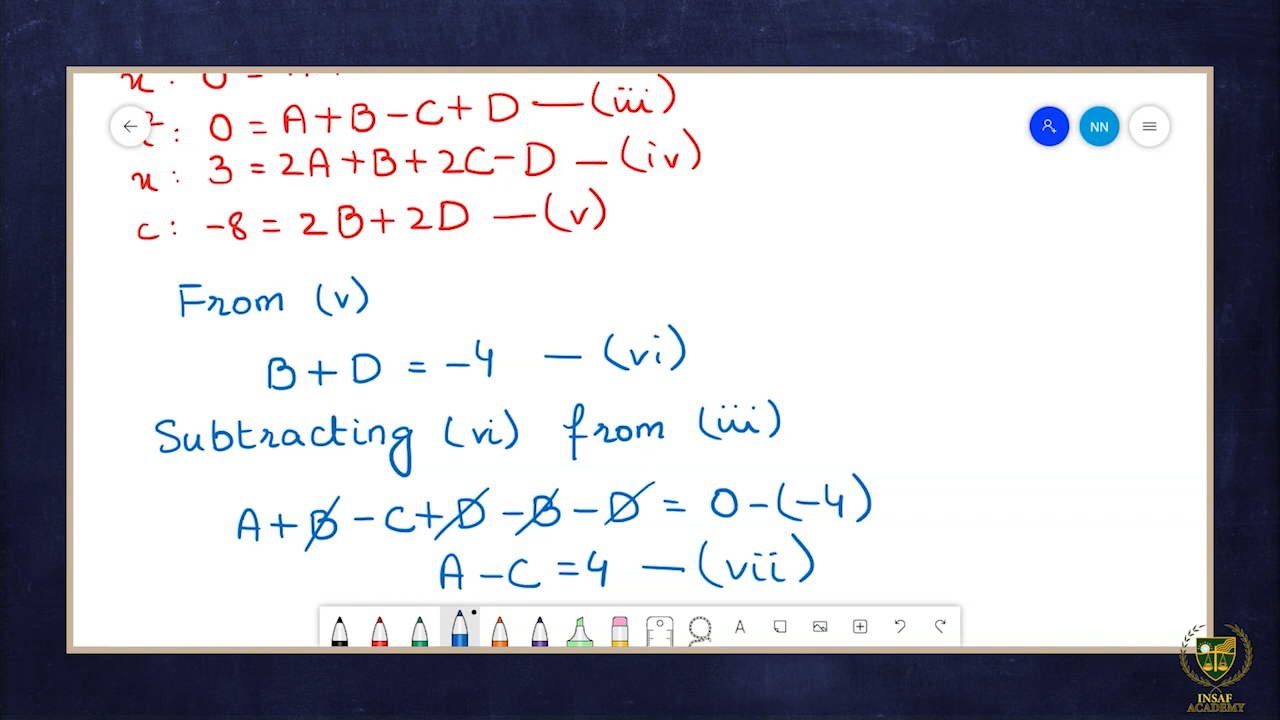 0 =
0 = A + B - C + D — (iii)
x : 3 = 2A + B + 2C - D — (iv)
c : -8 = 2B + 2D — (v)
NN
From (v)
B + D = -4 — (vi)
Subtracting (vi) from (iii)
A + B - C + D - B - D = 0 - (-4)
A - C = 4 — (vii)
A
INSAF
ACADEMY